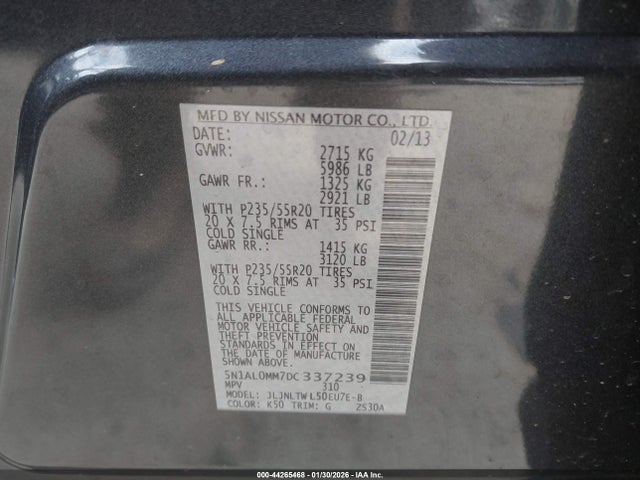 MFD BY NISSAN MOTOR CO., LTD.
DATE: 02/13
GVWR: 2715 KG
5986 LB
GAWR FR.: 1325 KG
2921 LB
WITH P235/55R20 TIRES
20 X 7.5 RIMS AT 35 PSI
COLD SINGLE
GAWR RR.: 1415 KG
3120 LB
WITH P235/55R20 TIRES
20 X 7.5 RIMS AT 35 PSI
COLD SINGLE
THIS VEHICLE CONFORMS TO
ALL APPLICABLE FEDERAL
MOTOR VEHICLE SAFETY AND
THEFT PREVENTION
STANDARDS IN EFFECT ON
THE DATE OF MANUFACTURE
SHOWN ABOVE.
5N1AL0MM7DC337239
MPV 310
MODEL: JLJNLTW L50EU7E-B
COLOR: K50 TRIM: G ZS30A
000-44265468 | 01/30/2026 - IAA Inc.